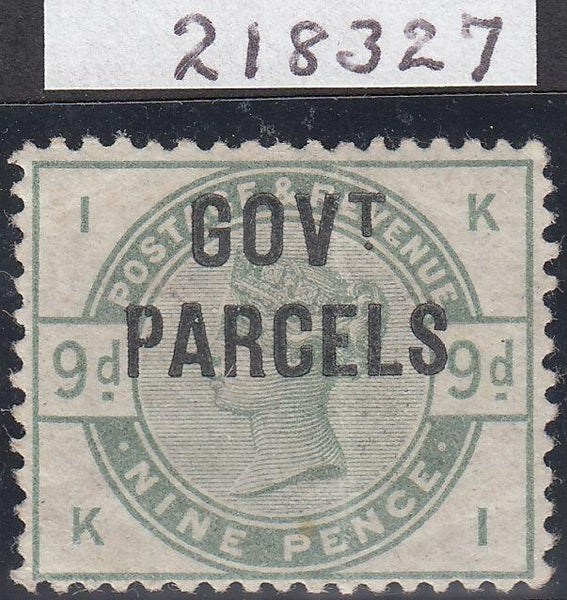 218327
I K
POSTAGE & REVENUE
GOVT
PARCELS
9d 9d
· NINE PENCE ·
K I